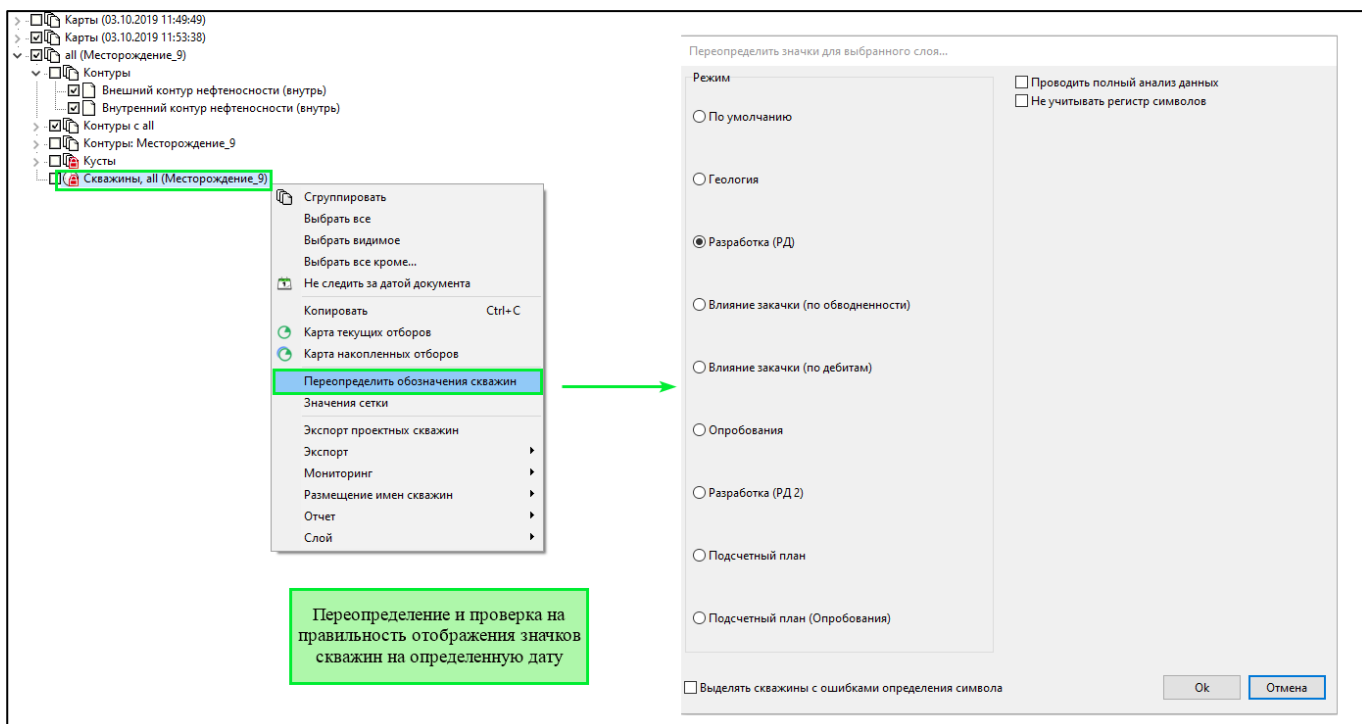 Карты (03.10.2019 11:49:49)
Карты (03.10.2019 11:53:38)
all (Месторождение_9)
Контуры
Внешний контур нефтеносности (внутрь)
Внутренний контур нефтеносности (внутрь)
Контуры с all
Контуры: Месторождение_9
Кусты
Скважины, all (Месторождение_9)
Сгруппировать
Выбрать все
Выбрать видимое
Выбрать все кроме...
Не следить за датой документа
Копировать Ctrl+C
Карта текущих отборов
Карта накопленных отборов
Переопределить обозначения скважин
Значения сетки
Экспорт проектных скважин
Экспорт
Мониторинг
Размещение имен скважин
Отчет
Слой
Переопределение и проверка на
правильность отображения значков
скважин на определенную дату
Переопределить значки для выбранного слоя...
Режим
По умолчанию
Геология
Разработка (РД)
Влияние закачки (по обводненности)
Влияние закачки (по дебитам)
Опробования
Разработка (РД 2)
Подсчетный план
Подсчетный план (Опробования)
Проводить полный анализ данных
Не учитывать регистр символов
Выделять скважины с ошибками определения символа
Ok Отмена